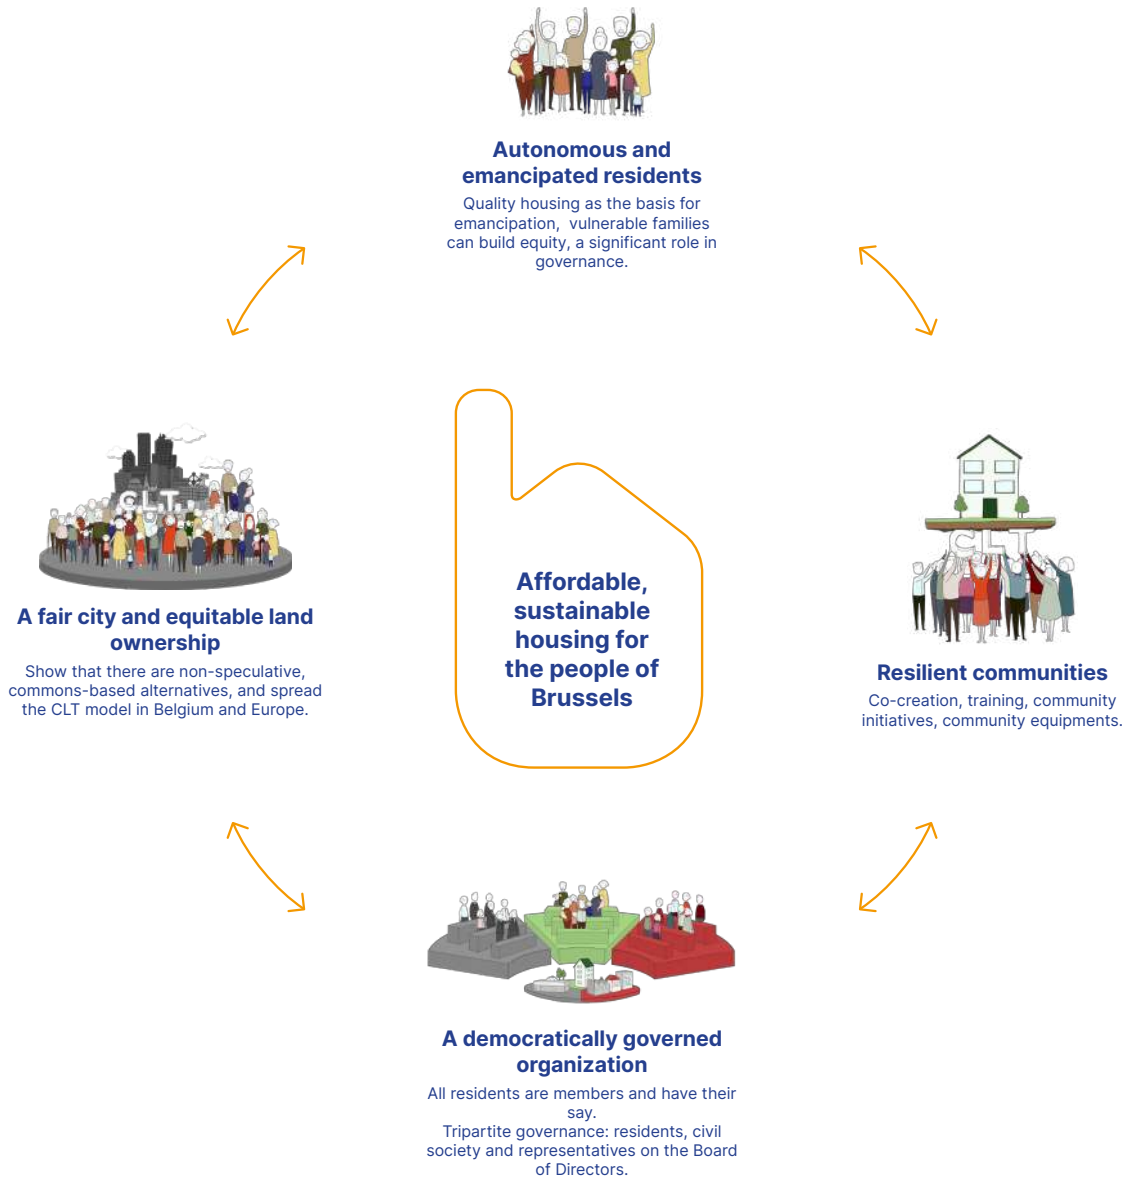 Autonomous and
emancipated residents
Quality housing as the basis for
emancipation, vulnerable families
can build equity, a significant role in
governance.
CLT
A fair city and equitable land
ownership
Show that there are non-speculative,
commons-based alternatives, and spread
the CLT model in Belgium and Europe.
Affordable,
sustainable
housing for
the people of
Brussels
CLT
Resilient communities
Co-creation, training, community
initiatives, community equipments.
A democratically governed
organization
All residents are members and have their
say.
Tripartite governance: residents, civil
society and representatives on the Board
of Directors.